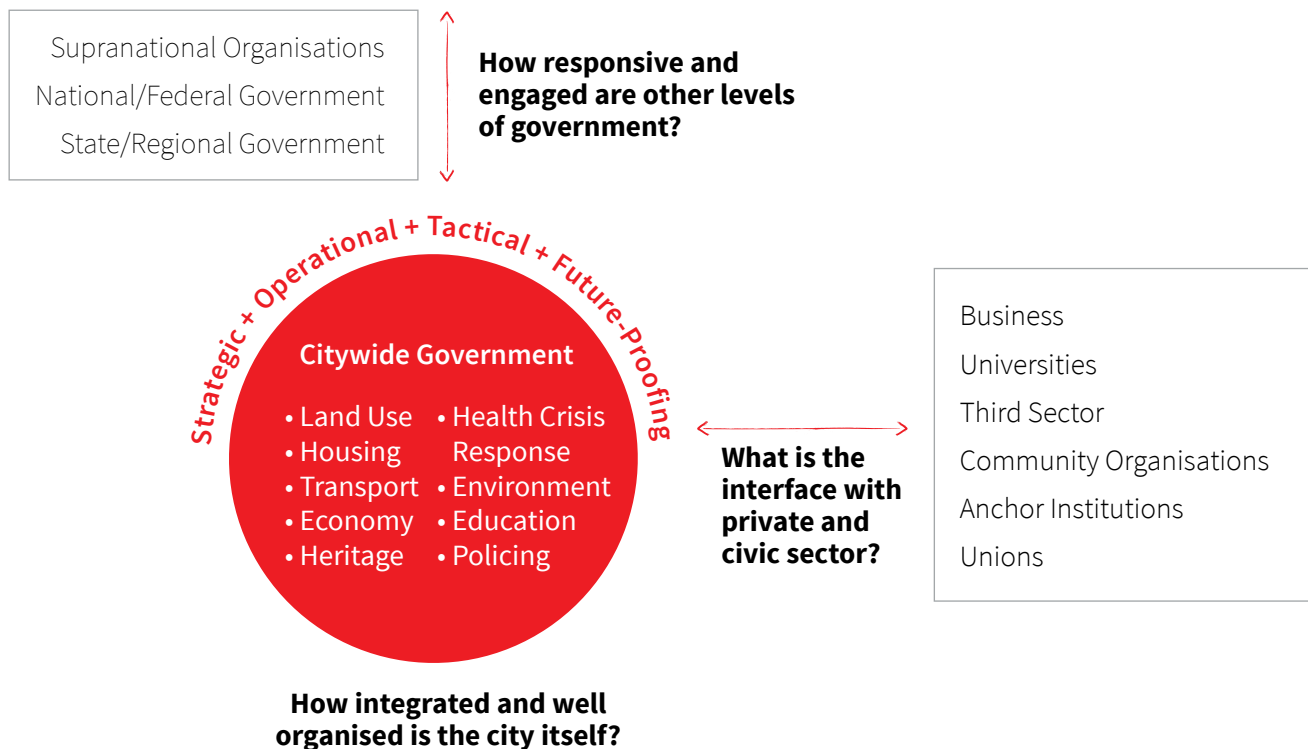 Supranational Organisations
National/Federal Government
State/Regional Government
How responsive and
engaged are other levels
of government?
Strategic + Operational + Tactical + Future-Proofing
Citywide Government
• Land Use
• Housing
• Transport
• Economy
• Heritage
• Health Crisis
Response
• Environment
• Education
• Policing
What is the
interface with
private and
civic sector?
Business
Universities
Third Sector
Community Organisations
Anchor Institutions
Unions
How integrated and well
organised is the city itself?